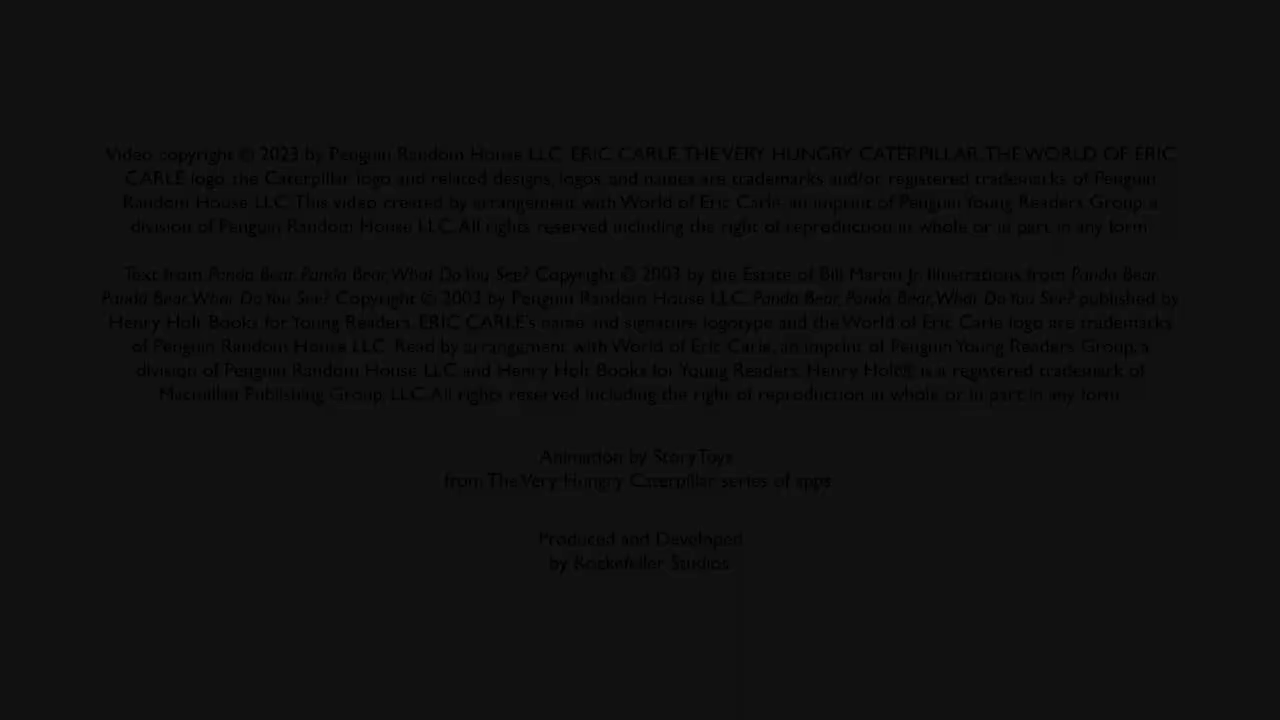 Video copyright © 2023 by Penguin Random House LLC. ERIC CARLE, THE VERY HUNGRY CATERPILLAR, THE WORLD OF ERIC
CARLE logo, the Caterpillar logo and related designs, logos, and names are trademarks and/or registered trademarks of Penguin
Random House LLC. This video created by arrangement with World of Eric Carle, an imprint of Penguin Young Readers Group, a
division of Penguin Random House LLC. All rights reserved including the right of reproduction in whole or in part in any form.
Text from Panda Bear, Panda Bear, What Do You See? Copyright © 2003 by the Estate of Bill Martin Jr. Illustrations from Panda Bear,
Panda Bear, What Do You See? Copyright © 2003 by Penguin Random House LLC. Panda Bear, Panda Bear, What Do You See? published by
Henry Holt Books for Young Readers. ERIC CARLE's name and signature logotype and the World of Eric Carle logo are trademarks
of Penguin Random House LLC. Read by arrangement with World of Eric Carle, an imprint of Penguin Young Readers Group, a
division of Penguin Random House LLC and Henry Holt Books for Young Readers. Henry Holt® is a registered trademark of
Macmillan Publishing Group, LLC. All rights reserved including the right of reproduction in whole or in part in any form.
Animation by StoryToys
from The Very Hungry Caterpillar series of apps
Produced and Developed
by Rockefeller Studios